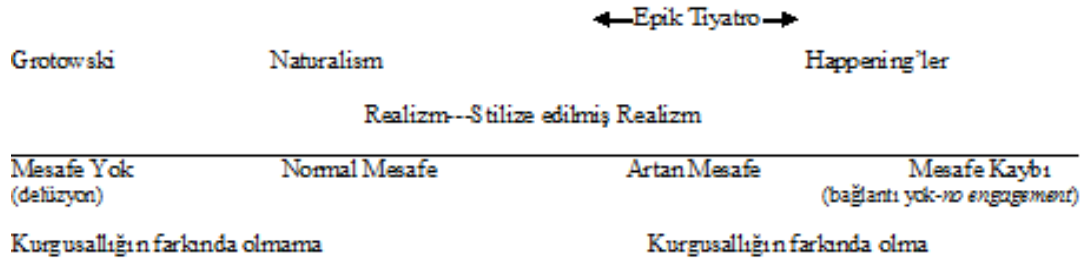 Epik Tiyatro
Grotowski Naturalism Happening'ler
Realizm---Stilize edilmiş Realizm
Mesafe Yok Normal Mesafe Artan Mesafe Mesafe Kaybı
(delüzyon) (bağlantı yok-no engagement)
Kurgusallığın farkında olmama Kurgusallığın farkında olma